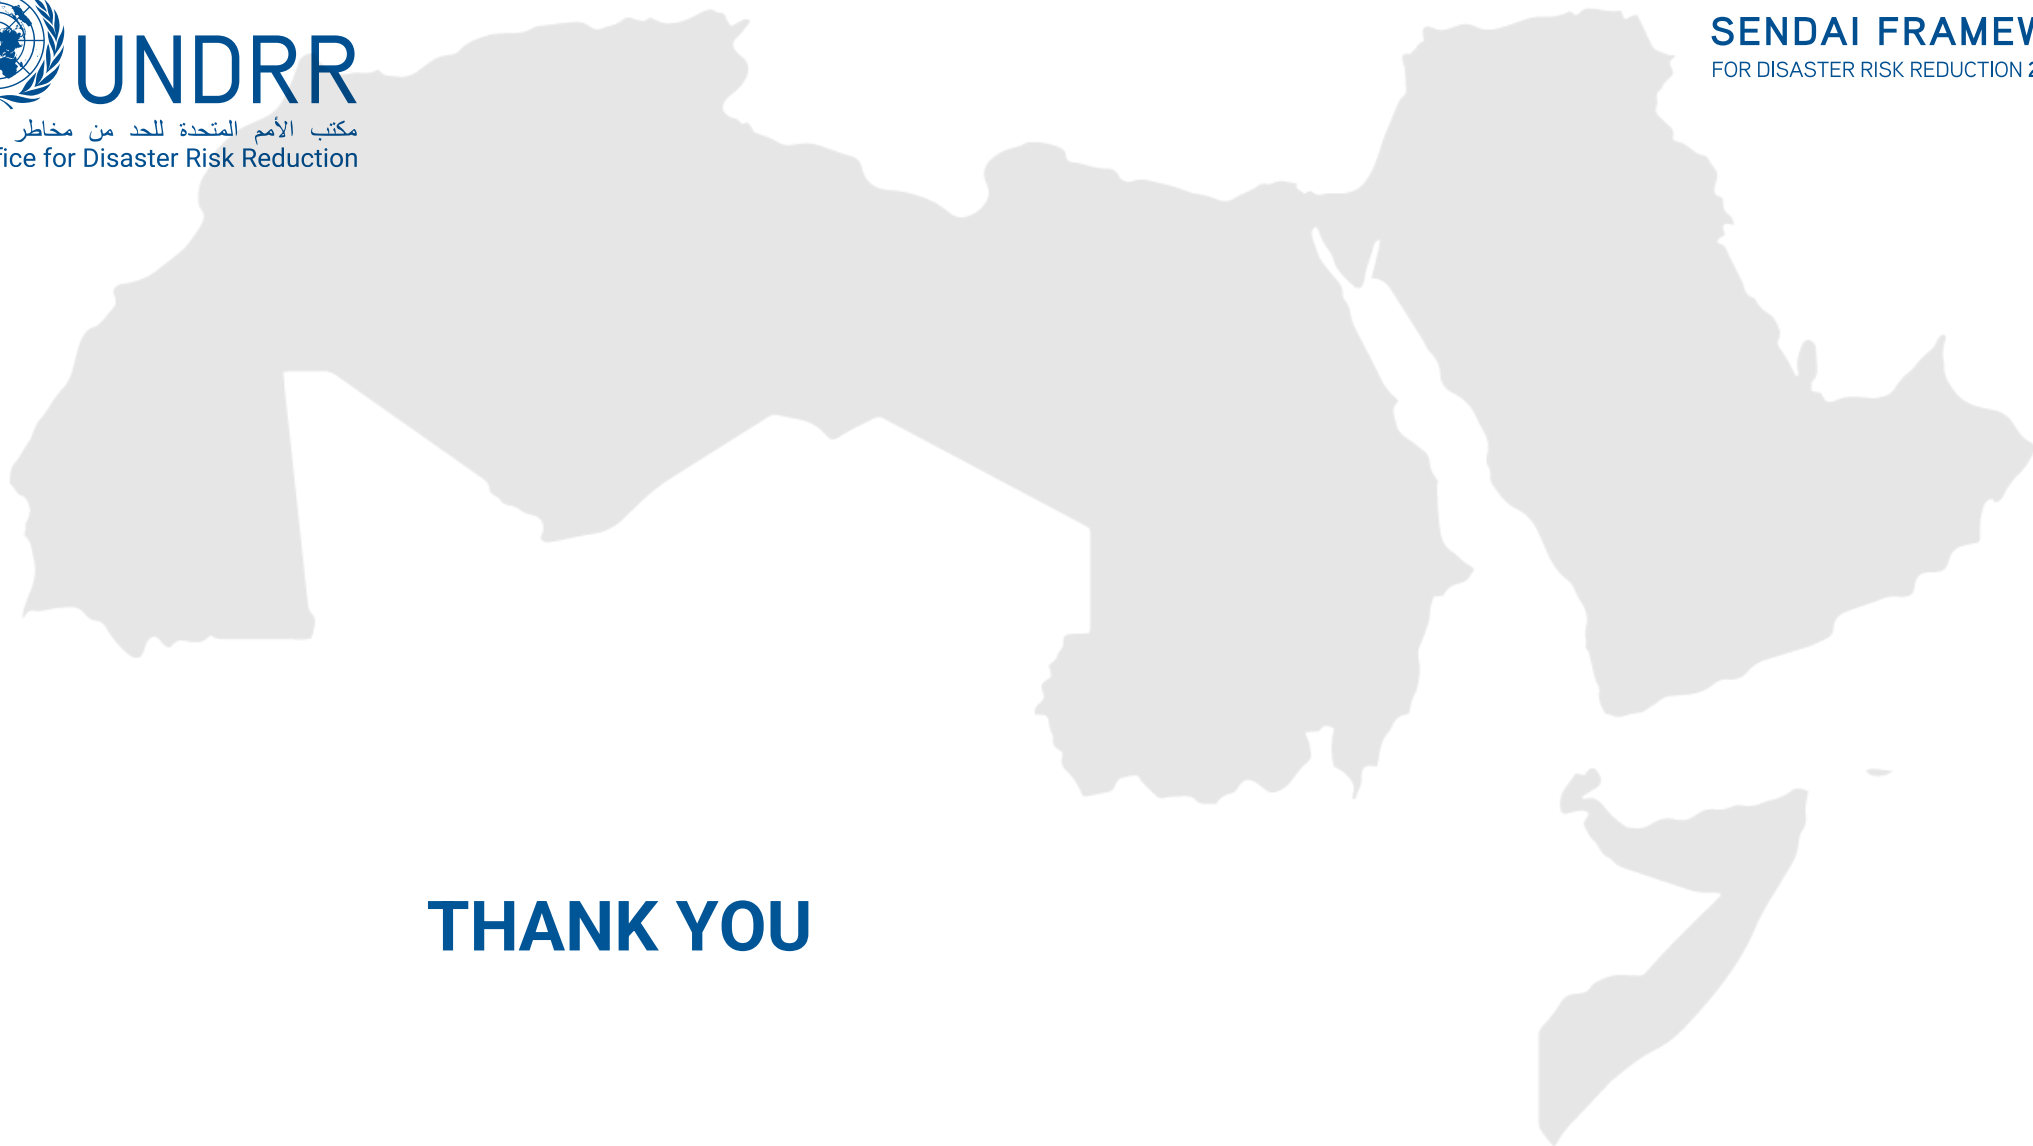 UNDRR
مكتب الأمم المتحدة للحد من مخاطر
for Disaster Risk Reduction
SENDAI FRAMEW
FOR DISASTER RISK REDUCTION
THANK YOU